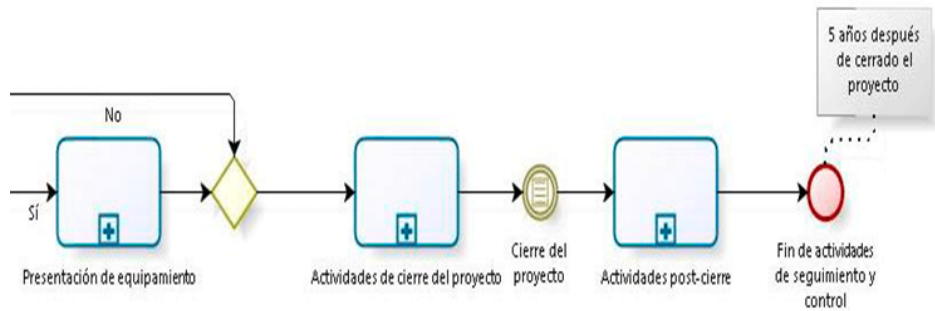 5 años después
de cerrado el
proyecto
No
Sí
Presentación de equipamiento
Actividades de cierre del proyecto
Cierre del
proyecto
Actividades post-cierre
Fin de actividades
de seguimiento y
control